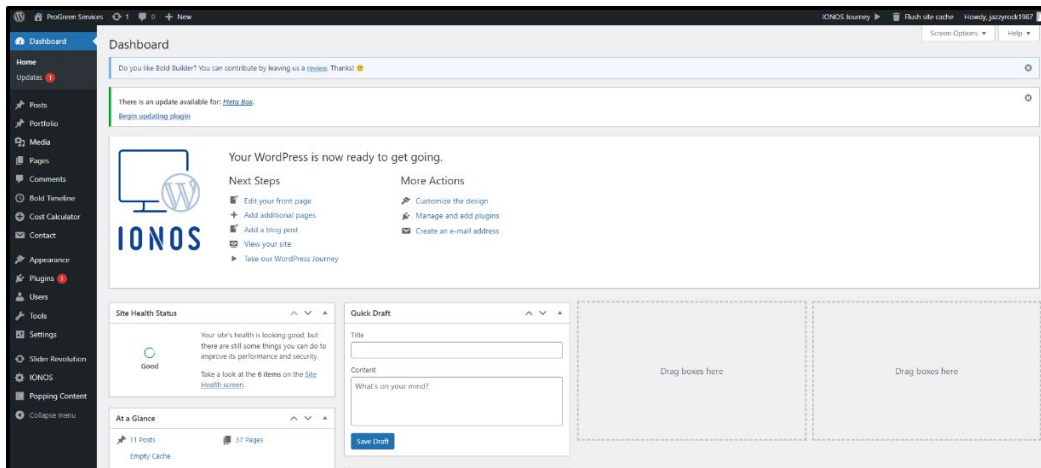 ProGreen Services 1 0 + New IONOS Journey Flush site cache Howdy, jazzyrock1987
Dashboard
Home
Updates 1
Posts
Portfolio
Media
Pages
Comments
Bold Timeline
Cost Calculator
Contact
Appearance
Plugins 1
Users
Tools
Settings
Slider Revolution
IONOS
Popping Content
Collapse menu
Screen Options Help
Dashboard
Do you like Bold Builder? You can contribute by leaving us a review. Thanks!
There is an update available for: Meta Box.
Begin updating plugin
IONOS
Your WordPress is now ready to get going.
Next Steps
Edit your front page
Add additional pages
Add a blog post
View your site
Take our WordPress Journey
More Actions
Customize the design
Manage and add plugins
Create an e-mail address
Site Health Status
Good
Your site's health is looking good, but
there are still some things you can do to
improve its performance and security.
Take a look at the 6 items on the Site
Health screen.
At a Glance
11 Posts
37 Pages
Empty Cache
Quick Draft
Title
Content
What's on your mind?
Save Draft
Drag boxes here
Drag boxes here